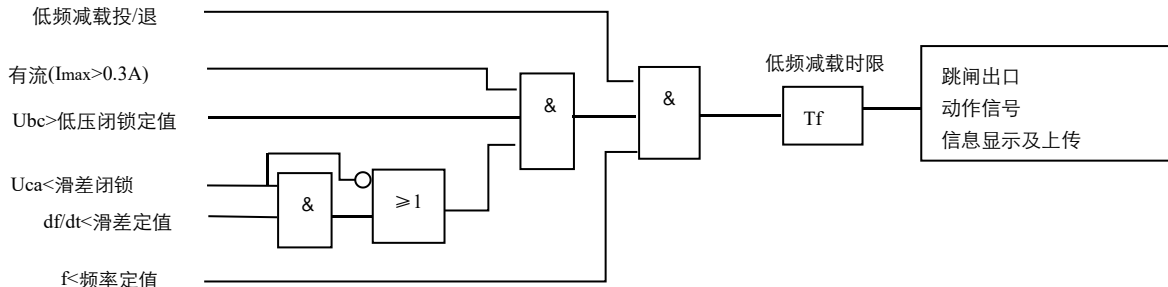 低频减载投/退
有流(Imax>0.3A)
Ubc>低压闭锁定值
Uca<滑差闭锁
df/dt<滑差定值
f<频率定值
&
≥1
&
&
低频减载时限
Tf
跳闸出口
动作信号
信息显示及上传